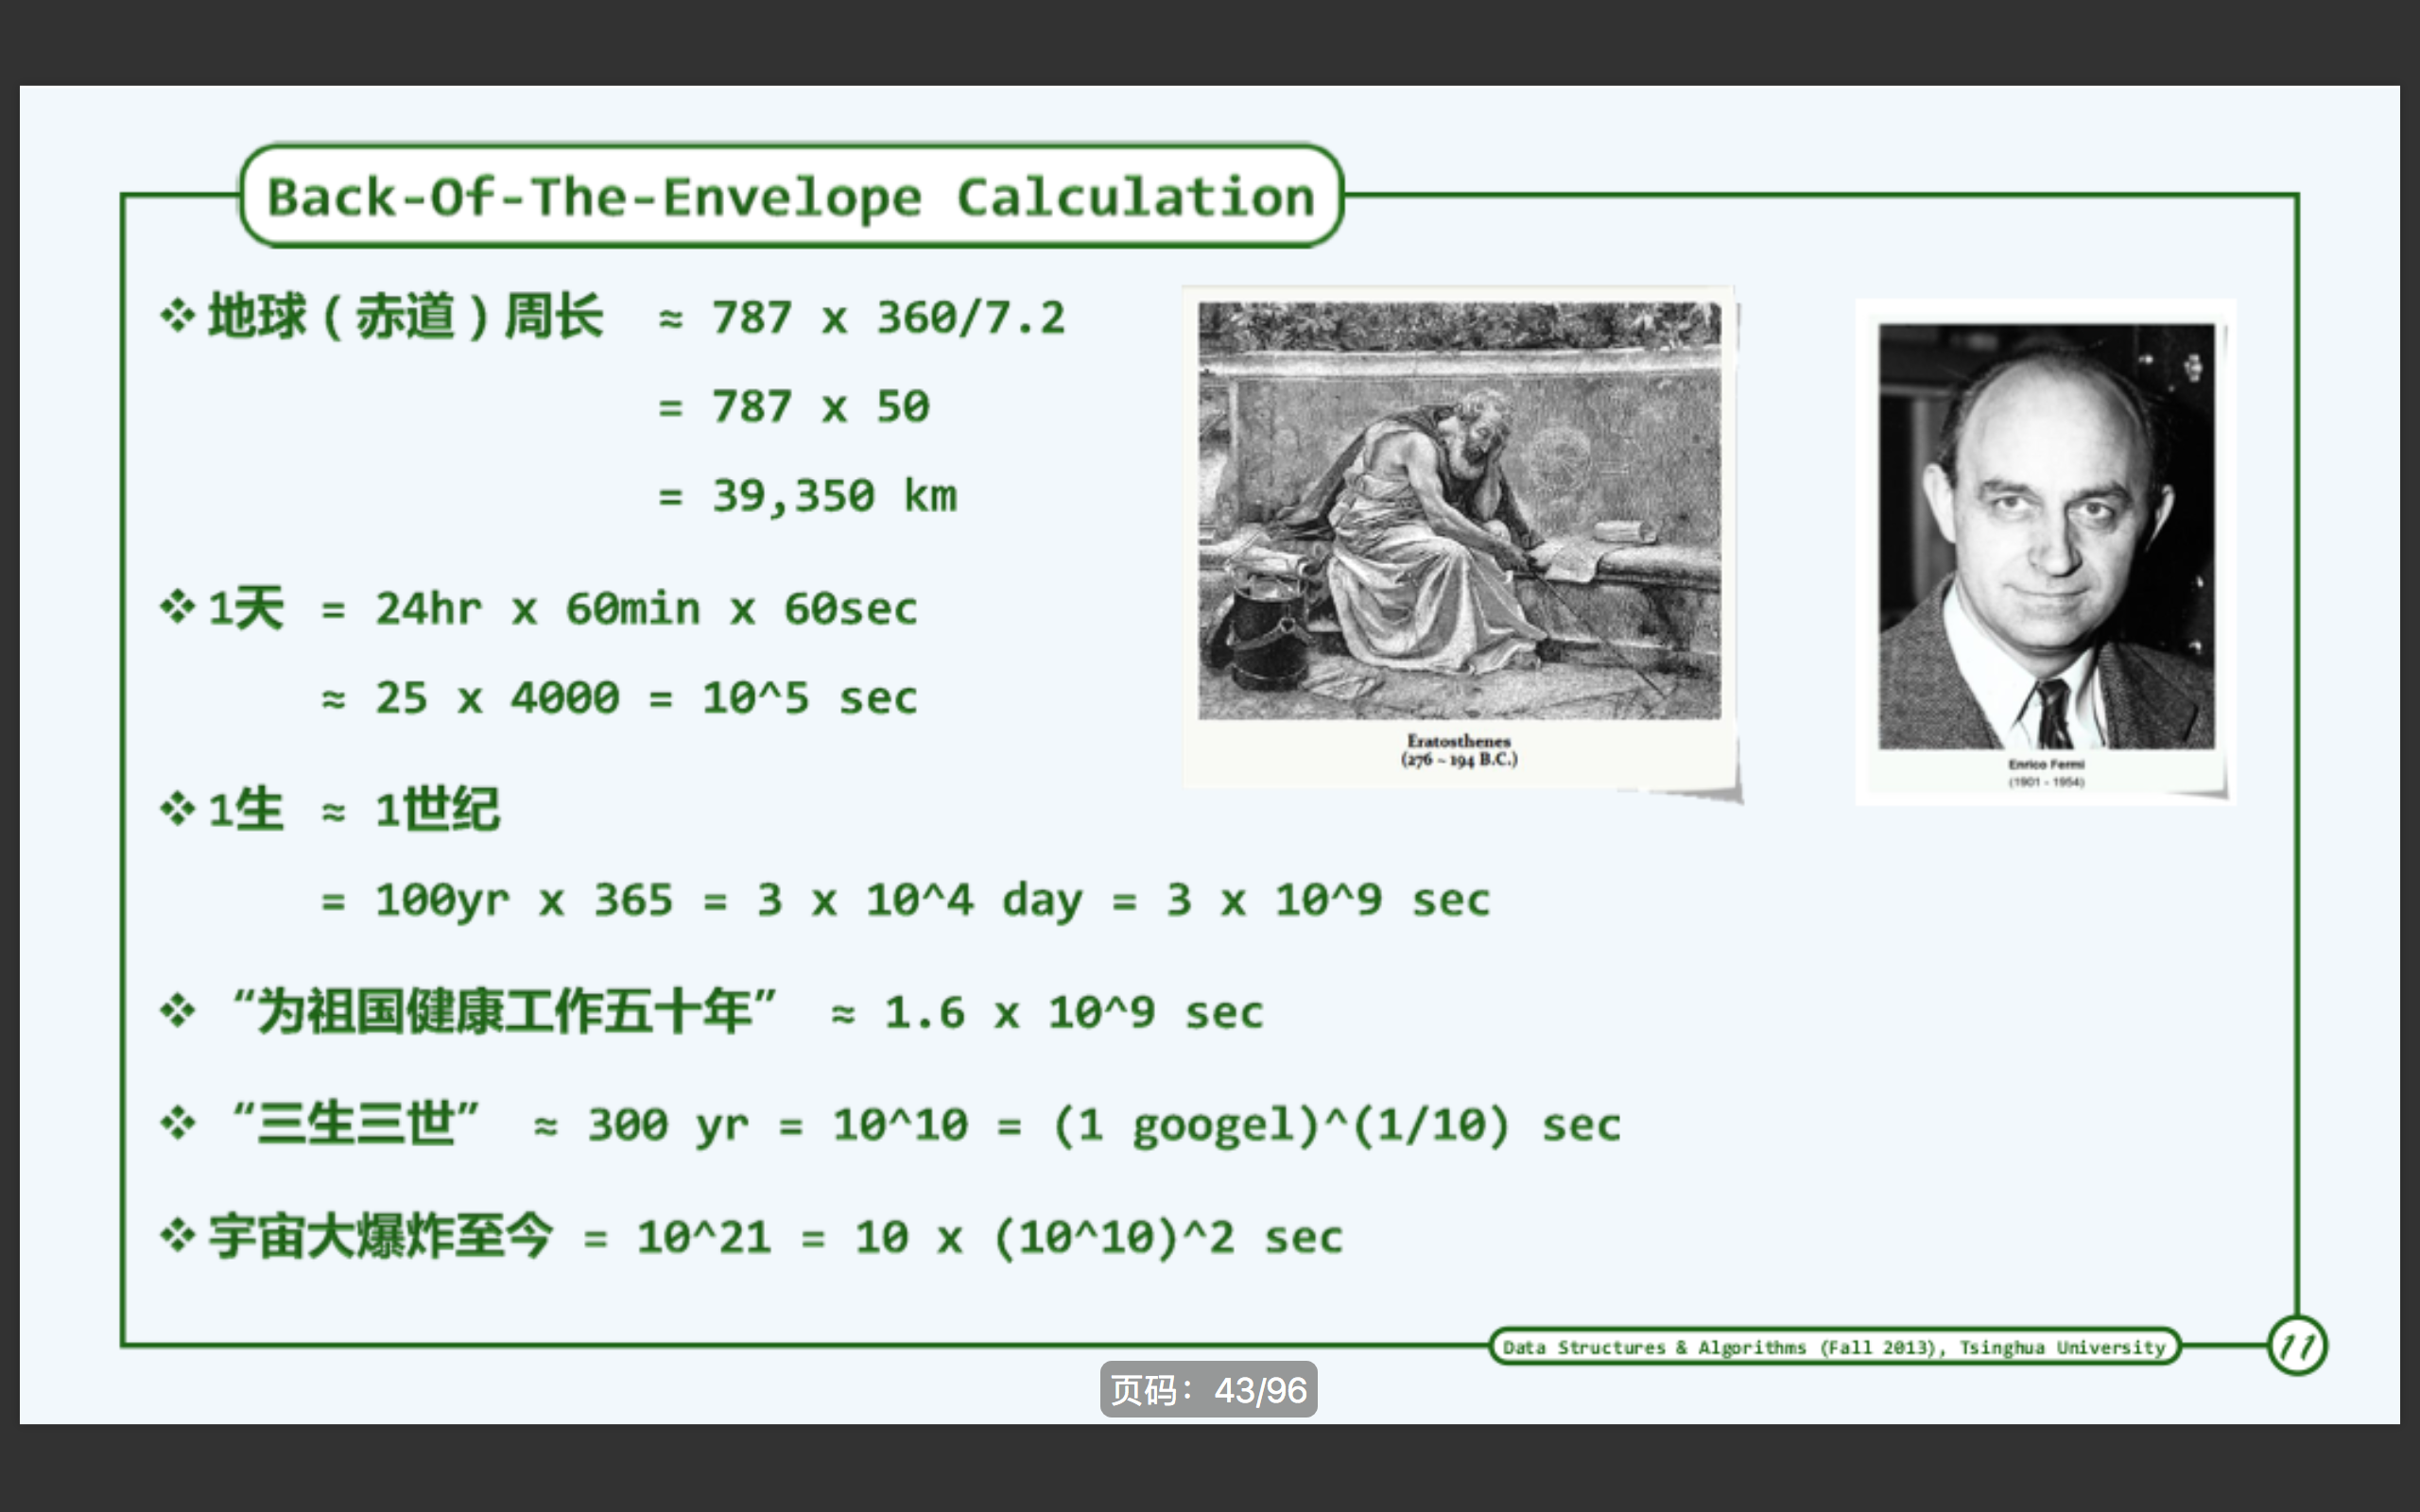 Back-Of-The-Envelope Calculation
❖ 地球（赤道）周长 ≈ 787 x 360/7.2
= 787 x 50
= 39,350 km
❖ 1天 = 24hr x 60min x 60sec
≈ 25 x 4000 = 10^5 sec
❖ 1生 ≈ 1世纪
= 100yr x 365 = 3 x 10^4 day = 3 x 10^9 sec
❖ “为祖国健康工作五十年” ≈ 1.6 x 10^9 sec
❖ “三生三世” ≈ 300 yr = 10^10 = (1 googel)^(1/10) sec
❖ 宇宙大爆炸至今 = 10^21 = 10 x (10^10)^2 sec
Eratosthenes
(276 ~ 194 B.C.)
Enrico Fermi
(1901 - 1954)
Data Structures & Algorithms (Fall 2013), Tsinghua University
11
页码：43/96